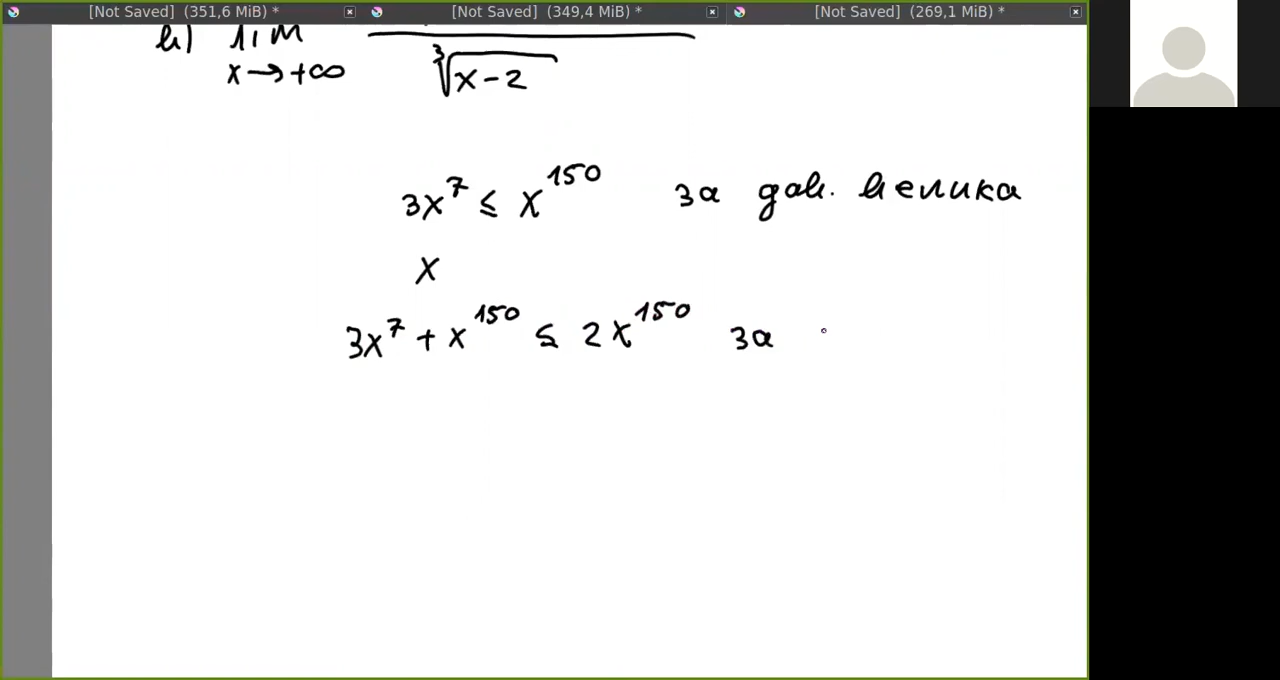 [Not Saved] (351,6 MiB) * [Not Saved] (349,4 MiB) * [Not Saved] (269,1 MiB) *
в) lim
x→+∞ ∛(x-2)
3x⁷ ≤ x¹⁵⁰ за дов. велика
x
3x⁷ + x¹⁵⁰ ≤ 2x¹⁵⁰ за